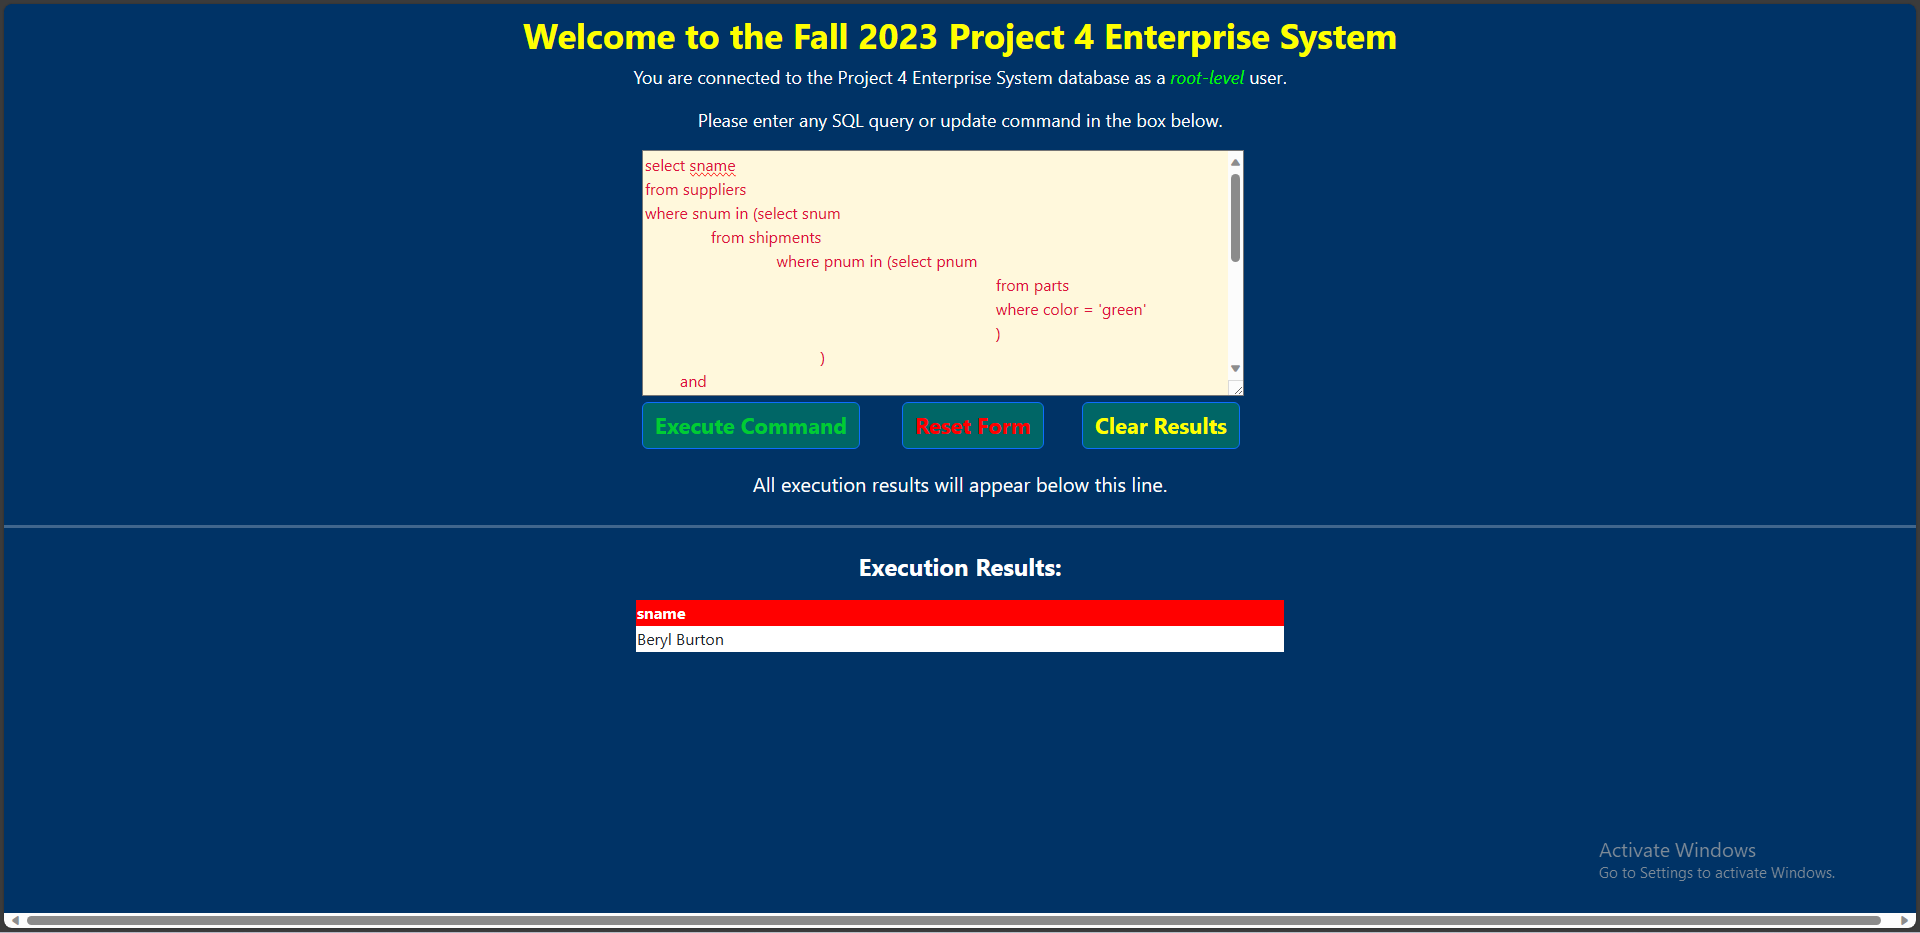 Welcome to the Fall 2023 Project 4 Enterprise System
You are connected to the Project 4 Enterprise System database as a root-level user.
Please enter any SQL query or update command in the box below.
select sname
from suppliers
where snum in (select snum
from shipments
where pnum in (select pnum
from parts
where color = 'green'
)
)
and
Execute Command
Reset Form
Clear Results
All execution results will appear below this line.
Execution Results:
sname
Beryl Burton
Activate Windows
Go to Settings to activate Windows.